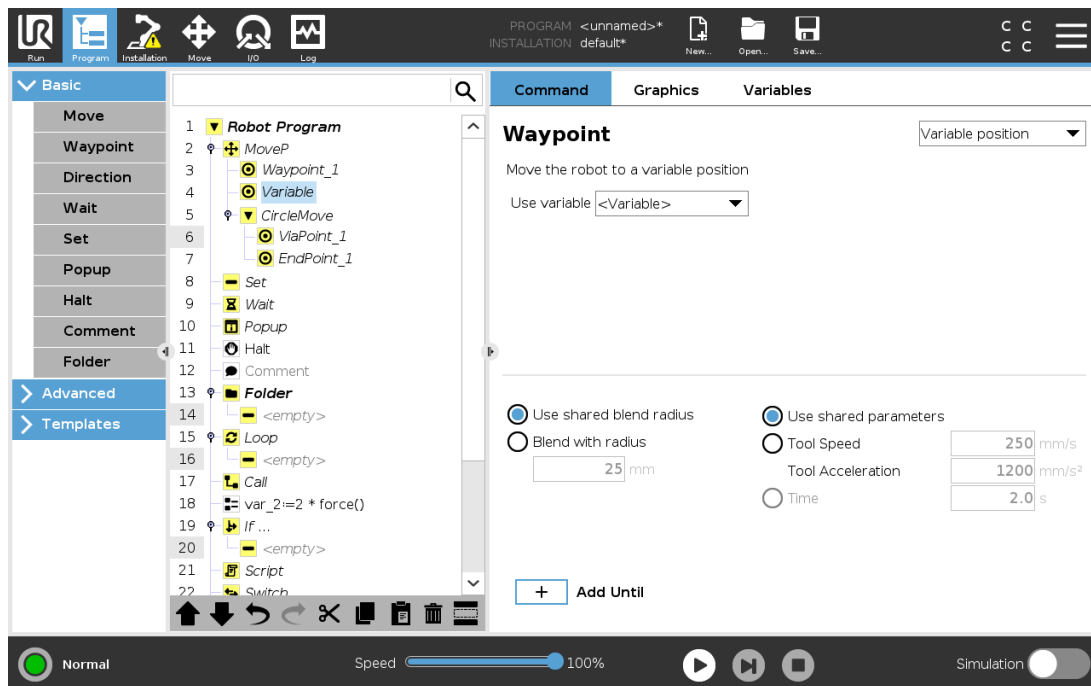 PROGRAM <unnamed>*
INSTALLATION default*
UR
Run Program Installation Move I/O Log
New... Open... Save...
C C
C C
Basic
Move
Waypoint
Direction
Wait
Set
Popup
Halt
Comment
Folder
Advanced
Templates
1 Robot Program
2 MoveP
3 Waypoint_1
4 Variable
5 CircleMove
6 ViaPoint_1
7 EndPoint_1
8 Set
9 Wait
10 Popup
11 Halt
12 Comment
13 Folder
14 <empty>
15 Loop
16 <empty>
17 Call
18 var_2:=2 * force()
19 If ...
20 <empty>
21 Script
22 Switch
Command Graphics Variables
Waypoint
Variable position
Move the robot to a variable position
Use variable <Variable>
Use shared blend radius
Blend with radius
25 mm
Use shared parameters
Tool Speed 250 mm/s
Tool Acceleration 1200 mm/s²
Time 2.0 s
+ Add Until
Normal
Speed 100%
Simulation